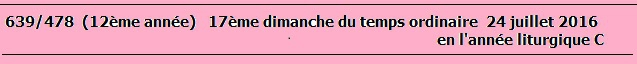 639/478 (12ème année) 17ème dimanche du temps ordinaire 24 juillet 2016
en l'année liturgique C